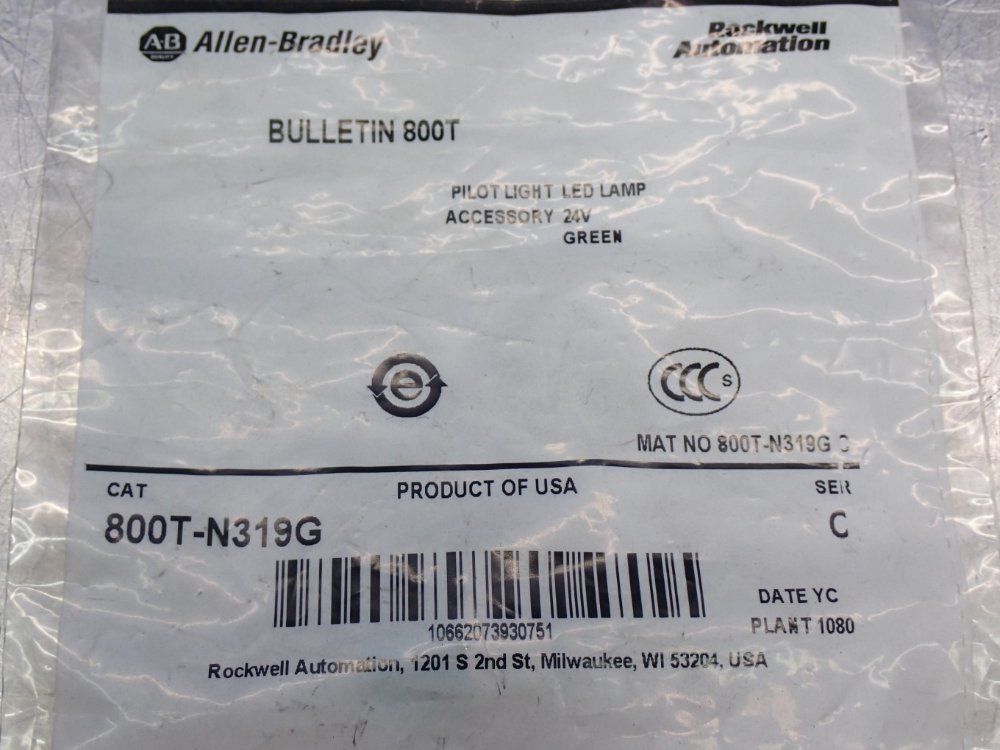 A-B QUALITY Allen-Bradley
Rockwell Automation
BULLETIN 800T
PILOT LIGHT LED LAMP
ACCESSORY 24V
GREEN
e
CCC S
MAT NO 800T-N319G C
CAT PRODUCT OF USA SER
800T-N319G C
10662073930751
DATE YC
PLANT 1080
Rockwell Automation, 1201 S 2nd St, Milwaukee, WI 53204, USA